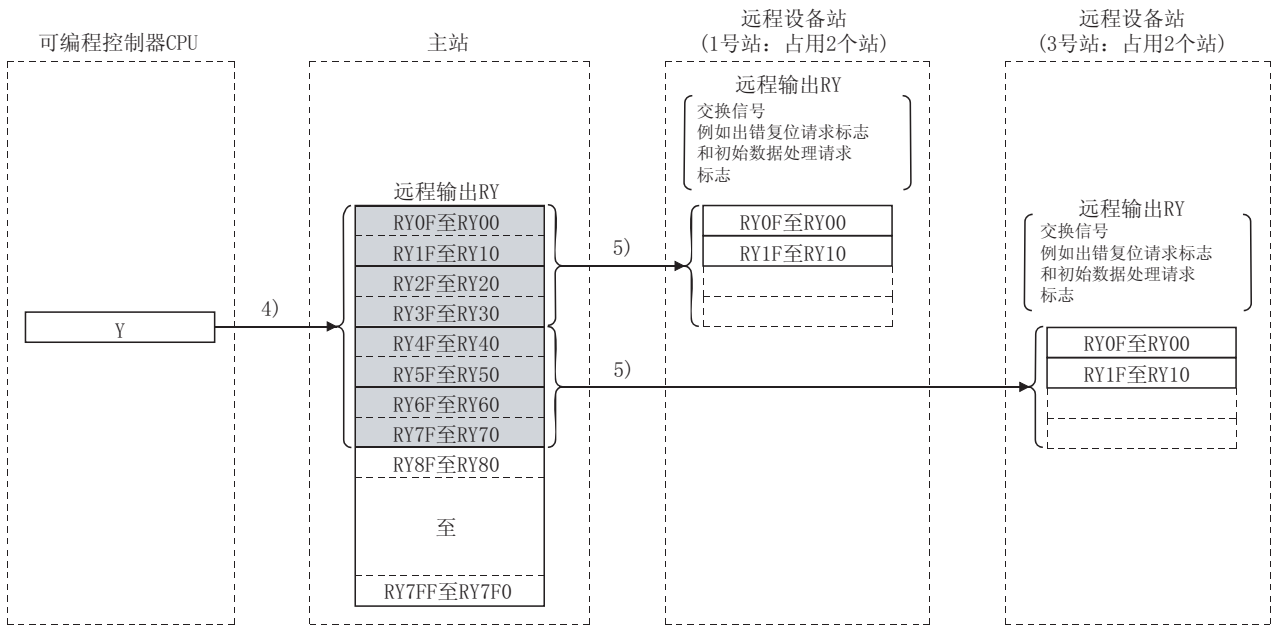 可编程控制器CPU
主站
远程设备站
(1号站：占用2个站)
远程设备站
(3号站：占用2个站)
远程输出RY
交换信号
例如出错复位请求标志
和初始数据处理请求
标志
远程输出RY
RY0F至RY00
RY1F至RY10
RY2F至RY20
RY3F至RY30
RY4F至RY40
RY5F至RY50
RY6F至RY60
RY7F至RY70
RY8F至RY80
至
RY7FF至RY7F0
Y
4)
5)
5)
RY0F至RY00
RY1F至RY10
远程输出RY
交换信号
例如出错复位请求标志
和初始数据处理请求
标志
RY0F至RY00
RY1F至RY10